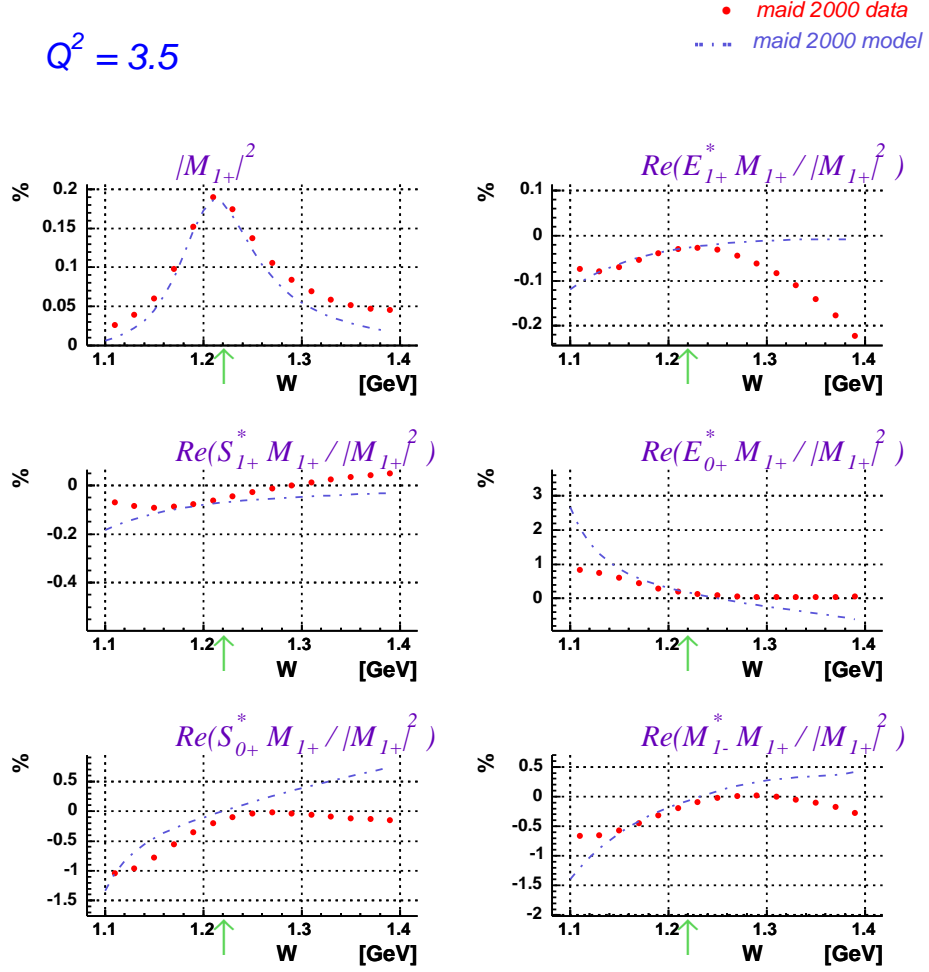 maid 2000 data
maid 2000 model
Q² = 3.5
|M₁₊|²
%
0.2
0.15
0.1
0.05
0
1.1 1.2 1.3 1.4
W [GeV]
Re(E*₁₊ M₁₊ / |M₁₊|² )
%
0.1
0
-0.1
-0.2
1.1 1.2 1.3 1.4
W [GeV]
Re(S*₁₊ M₁₊ / |M₁₊|² )
%
0
-0.2
-0.4
1.1 1.2 1.3 1.4
W [GeV]
Re(E*₀₊ M₁₊ / |M₁₊|² )
%
3
2
1
0
1.1 1.2 1.3 1.4
W [GeV]
Re(S*₀₊ M₁₊ / |M₁₊|² )
%
0.5
0
-0.5
-1
-1.5
1.1 1.2 1.3 1.4
W [GeV]
Re(M*₁₋ M₁₊ / |M₁₊|² )
%
0.5
0
-0.5
-1
-1.5
-2
1.1 1.2 1.3 1.4
W [GeV]